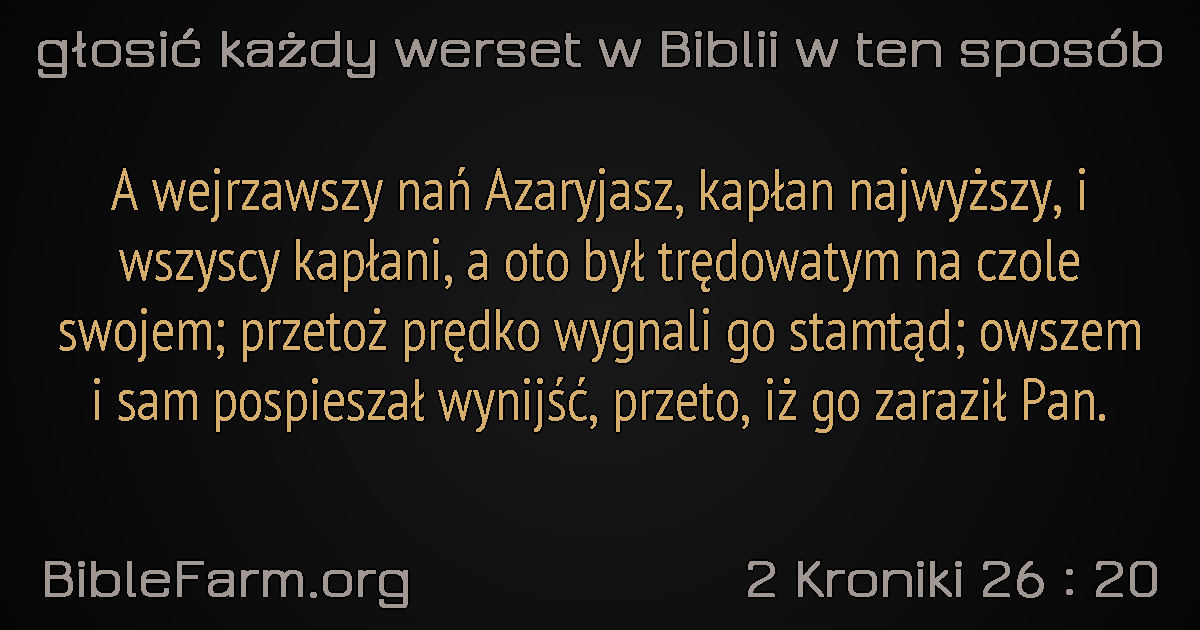 głosić każdy werset w Biblii w ten sposób
A wejrzawszy nań Azaryjasz, kapłan najwyższy, i
wszyscy kapłani, a oto był trędowatym na czole
swojem; przetoż prędko wygnali go stamtąd; owszem
i sam pospieszał wynijść, przeto, iż go zaraził Pan.
BibleFarm.org
2 Kroniki 26 : 20